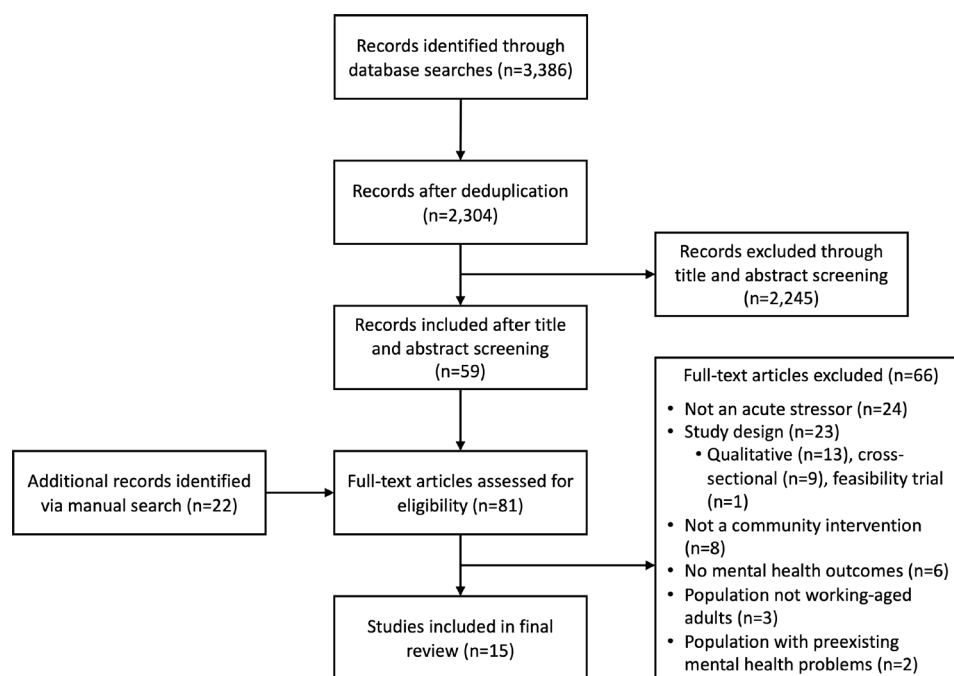 Records identified through
database searches (n=3,386)
Records after deduplication
(n=2,304)
Records excluded through
title and abstract screening
(n=2,245)
Records included after title
and abstract screening
(n=59)
Additional records identified
via manual search (n=22)
Full-text articles assessed for
eligibility (n=81)
Full-text articles excluded (n=66)
• Not an acute stressor (n=24)
• Study design (n=23)
• Qualitative (n=13), cross-
sectional (n=9), feasibility trial
(n=1)
• Not a community intervention
(n=8)
• No mental health outcomes (n=6)
• Population not working-aged
adults (n=3)
• Population with preexisting
mental health problems (n=2)
Studies included in final
review (n=15)